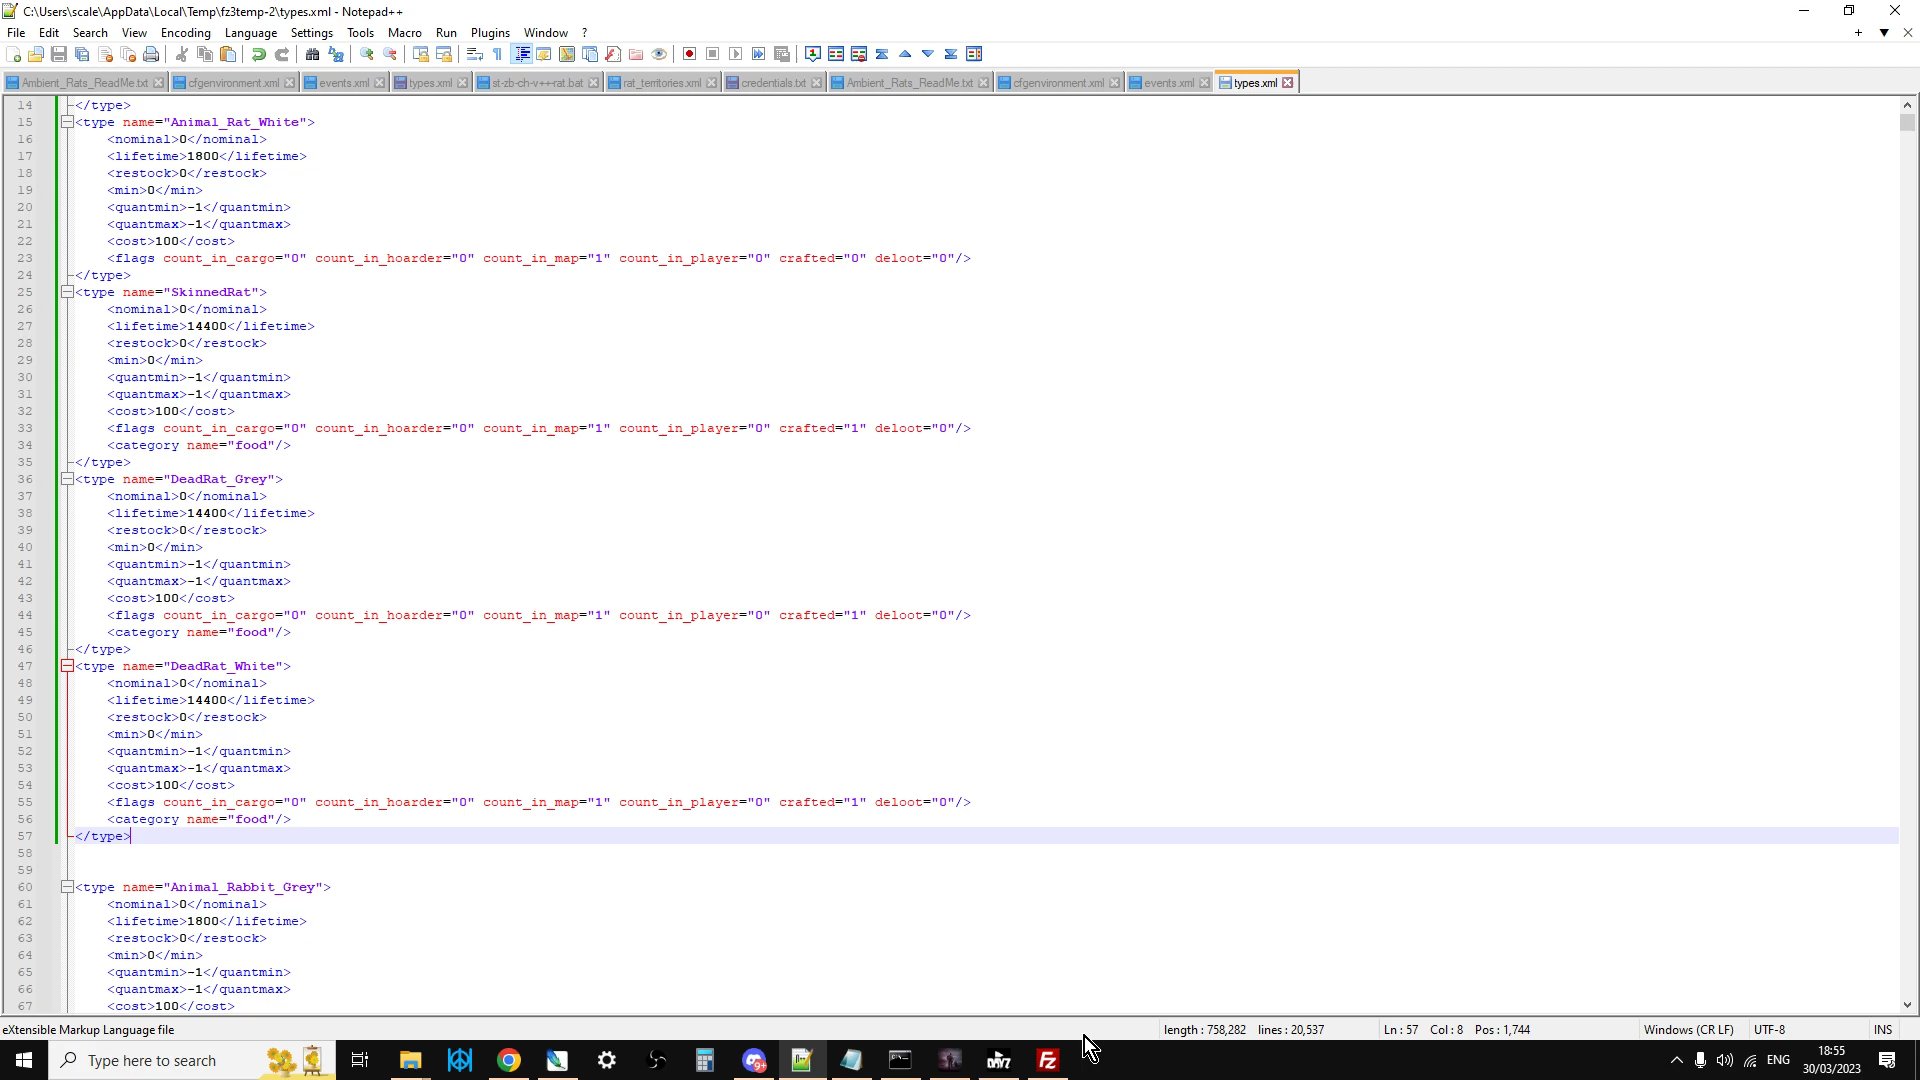 C:\Users\scale\AppData\Local\Temp\fz3temp-2\types.xml - Notepad++
File Edit Search View Encoding Language Settings Tools Macro Run Plugins Window ?
Ambient_Rats_ReadMe.txt cfgenvironment.xml events.xml types.xml st-zb-ch-v+++-rat.bat rat_territories.xml credentials.txt Ambient_Rats_ReadMe.txt cfgenvironment.xml events.xml types.xml
14 </type>
15 <type name="Animal_Rat_White">
16 <nominal>0</nominal>
17 <lifetime>1800</lifetime>
18 <restock>0</restock>
19 <min>0</min>
20 <quantmin>-1</quantmin>
21 <quantmax>-1</quantmax>
22 <cost>100</cost>
23 <flags count_in_cargo="0" count_in_hoarder="0" count_in_map="1" count_in_player="0" crafted="0" deloot="0"/>
24 </type>
25 <type name="SkinnedRat">
26 <nominal>0</nominal>
27 <lifetime>14400</lifetime>
28 <restock>0</restock>
29 <min>0</min>
30 <quantmin>-1</quantmin>
31 <quantmax>-1</quantmax>
32 <cost>100</cost>
33 <flags count_in_cargo="0" count_in_hoarder="0" count_in_map="1" count_in_player="0" crafted="1" deloot="0"/>
34 <category name="food"/>
35 </type>
36 <type name="DeadRat_Grey">
37 <nominal>0</nominal>
38 <lifetime>14400</lifetime>
39 <restock>0</restock>
40 <min>0</min>
41 <quantmin>-1</quantmin>
42 <quantmax>-1</quantmax>
43 <cost>100</cost>
44 <flags count_in_cargo="0" count_in_hoarder="0" count_in_map="1" count_in_player="0" crafted="1" deloot="0"/>
45 <category name="food"/>
46 </type>
47 <type name="DeadRat_White">
48 <nominal>0</nominal>
49 <lifetime>14400</lifetime>
50 <restock>0</restock>
51 <min>0</min>
52 <quantmin>-1</quantmin>
53 <quantmax>-1</quantmax>
54 <cost>100</cost>
55 <flags count_in_cargo="0" count_in_hoarder="0" count_in_map="1" count_in_player="0" crafted="1" deloot="0"/>
56 <category name="food"/>
57 </type>
58
59
60 <type name="Animal_Rabbit_Grey">
61 <nominal>0</nominal>
62 <lifetime>1800</lifetime>
63 <restock>0</restock>
64 <min>0</min>
65 <quantmin>-1</quantmin>
66 <quantmax>-1</quantmax>
67 <cost>100</cost>
eXtensible Markup Language file length : 758,282 lines : 20,537 Ln : 57 Col : 8 Pos : 1,744 Windows (CR LF) UTF-8 INS
Type here to search 9+ DAYZ Fz ENG 18:55
30/03/2023